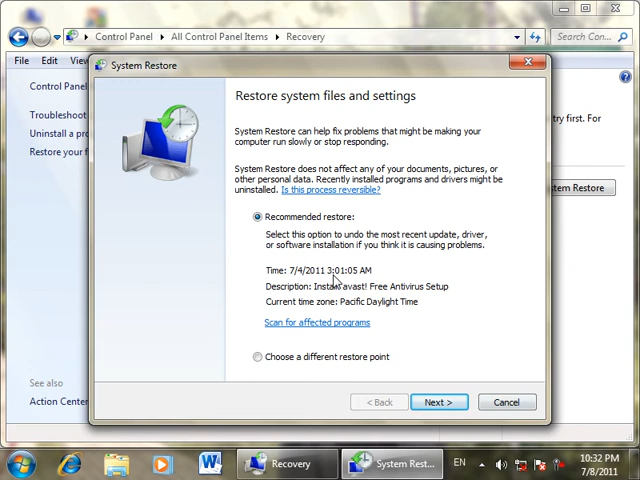 Control Panel ▸ All Control Panel Items ▸ Recovery
Search Con...
File Edit View
System Restore
Control Panel
Restore system files and settings
Troubleshoot
Uninstall a pro
Restore your f
try first. For
System Restore can help fix problems that might be making your
computer run slowly or stop responding.
System Restore does not affect any of your documents, pictures, or
other personal data. Recently installed programs and drivers might be
uninstalled. Is this process reversible?
stem Restore
Recommended restore:
Select this option to undo the most recent update, driver,
or software installation if you think it is causing problems.
Time: 7/4/2011 3:01:05 AM
Description: Install avast! Free Antivirus Setup
Current time zone: Pacific Daylight Time
Scan for affected programs
Choose a different restore point
See also
Action Center
< Back Next > Cancel
Recovery
System Rest...
EN
10:32 PM
7/8/2011